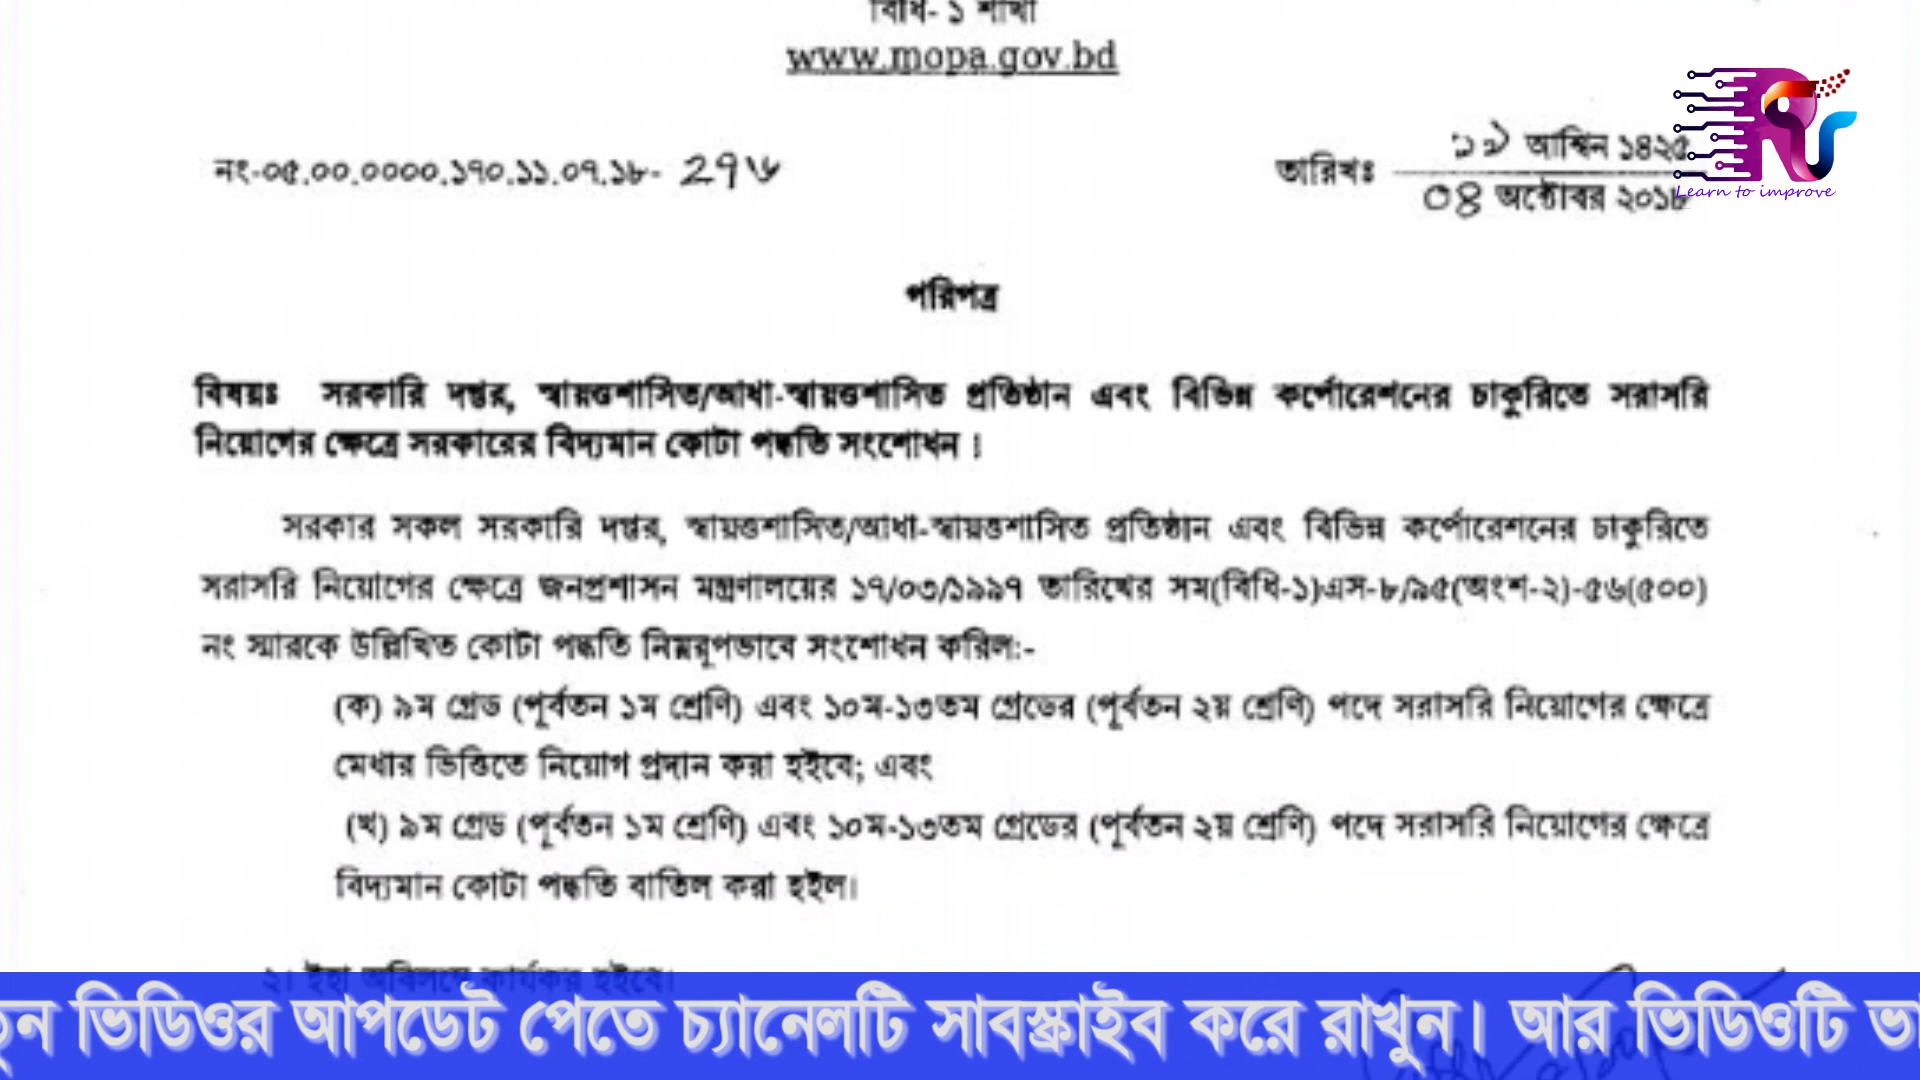 বিধি- ১ শাখা
www.mopa.gov.bd
নং-০৫.০০.০০০০.১৭০.১১.০৭.১৮- ২৭৬
তারিখঃ
১৯ আশ্বিন ১৪২৫
০৪ অক্টোবর ২০১৮
Learn to improve
পরিপত্র
বিষয়ঃ সরকারি দপ্তর, স্বায়ত্তশাসিত/আধা-স্বায়ত্তশাসিত প্রতিষ্ঠান এবং বিভিন্ন কর্পোরেশনের চাকুরিতে সরাসরি
নিয়োগের ক্ষেত্রে সরকারের বিদ্যমান কোটা পদ্ধতি সংশোধন।
সরকার সকল সরকারি দপ্তর, স্বায়ত্তশাসিত/আধা-স্বায়ত্তশাসিত প্রতিষ্ঠান এবং বিভিন্ন কর্পোরেশনের চাকুরিতে
সরাসরি নিয়োগের ক্ষেত্রে জনপ্রশাসন মন্ত্রণালয়ের ১৭/০৩/১৯৯৭ তারিখের সম(বিধি-১)এস-৮/৯৫(অংশ-২)-৫৬(৫০০)
নং স্মারকে উল্লিখিত কোটা পদ্ধতি নিম্নরূপভাবে সংশোধন করিল:-
(ক) ৯ম গ্রেড (পূর্বতন ১ম শ্রেণি) এবং ১০ম-১৩তম গ্রেডের (পূর্বতন ২য় শ্রেণি) পদে সরাসরি নিয়োগের ক্ষেত্রে
মেধার ভিত্তিতে নিয়োগ প্রদান করা হইবে; এবং
(খ) ৯ম গ্রেড (পূর্বতন ১ম শ্রেণি) এবং ১০ম-১৩তম গ্রেডের (পূর্বতন ২য় শ্রেণি) পদে সরাসরি নিয়োগের ক্ষেত্রে
বিদ্যমান কোটা পদ্ধতি বাতিল করা হইল।
২। ইহা অবিলম্বে কার্যকর হইবে।
ভিডিওর আপডেট পেতে চ্যানেলটি সাবস্ক্রাইব করে রাখুন। আর ভিডিওটি